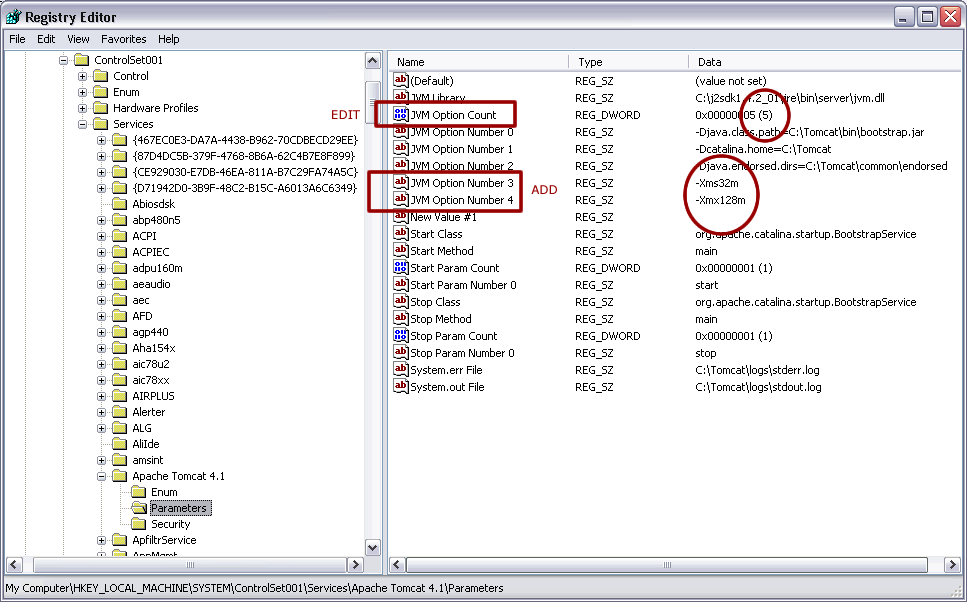 Registry Editor
File Edit View Favorites Help
ControlSet001
Control
Enum
Hardware Profiles
Services
{467EC0E3-DA7A-4438-B962-70CDBECD29EE}
{87D4DC5B-379F-4768-8B6A-62C4B7E8F899}
{CE929030-E7DB-46EA-A11B-B7C29FA74A5C}
{D71942D0-3B9F-48C2-B15C-A6013A6C6349}
Abiosdsk
abp480n5
ACPI
ACPIEC
adpu160m
aeaudio
aec
AFD
agp440
Aha154x
aic78u2
aic78xx
AIRPLUS
Alerter
ALG
AliIde
amsint
Apache Tomcat 4.1
Enum
Parameters
Security
ApfiltrService
AppMgmt
EDIT
ADD
Name Type Data
(Default) REG_SZ (value not set)
JVM Library REG_SZ C:\j2sdk1.4.2_01\jre\bin\server\jvm.dll
JVM Option Count REG_DWORD 0x00000005 (5)
JVM Option Number 0 REG_SZ -Djava.class.path=C:\Tomcat\bin\bootstrap.jar
JVM Option Number 1 REG_SZ -Dcatalina.home=C:\Tomcat
JVM Option Number 2 REG_SZ -Djava.endorsed.dirs=C:\Tomcat\common\endorsed
JVM Option Number 3 REG_SZ -Xms32m
JVM Option Number 4 REG_SZ -Xmx128m
New Value #1 REG_SZ
Start Class REG_SZ org.apache.catalina.startup.BootstrapService
Start Method REG_SZ main
Start Param Count REG_DWORD 0x00000001 (1)
Start Param Number 0 REG_SZ start
Stop Class REG_SZ org.apache.catalina.startup.BootstrapService
Stop Method REG_SZ main
Stop Param Count REG_DWORD 0x00000001 (1)
Stop Param Number 0 REG_SZ stop
System.err File REG_SZ C:\Tomcat\logs\stderr.log
System.out File REG_SZ C:\Tomcat\logs\stdout.log
My Computer\HKEY_LOCAL_MACHINE\SYSTEM\ControlSet001\Services\Apache Tomcat 4.1\Parameters